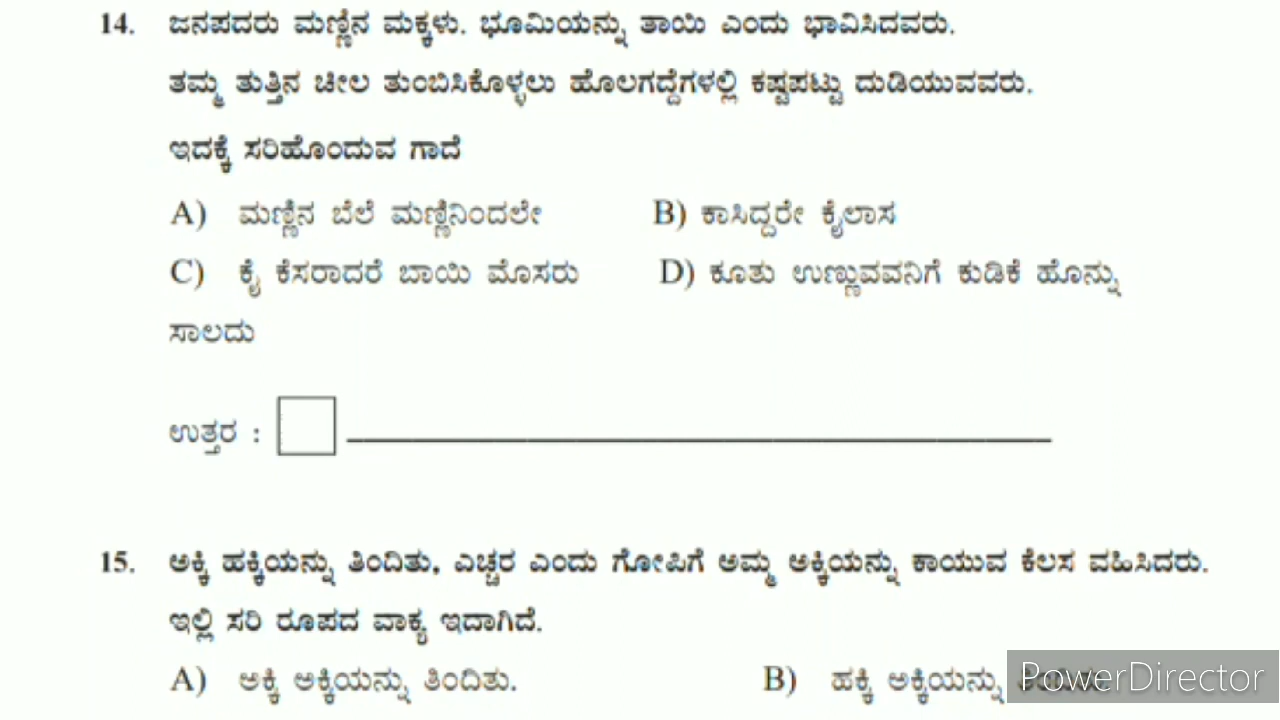 14. ಜನಪದರು ಮಣ್ಣಿನ ಮಕ್ಕಳು. ಭೂಮಿಯನ್ನು ತಾಯಿ ಎಂದು ಭಾವಿಸಿದವರು.
ತಮ್ಮ ತುತ್ತಿನ ಚೀಲ ತುಂಬಿಸಿಕೊಳ್ಳಲು ಹೊಲಗದ್ದೆಗಳಲ್ಲಿ ಕಷ್ಟಪಟ್ಟು ದುಡಿಯುವವರು.
ಇದಕ್ಕೆ ಸರಿಹೊಂದುವ ಗಾದೆ
A) ಮಣ್ಣಿನ ಬೆಲೆ ಮಣ್ಣಿನಿಂದಲೇ B) ಕಾಸಿದ್ದರೇ ಕೈಲಾಸ
C) ಕೈ ಕೆಸರಾದರೆ ಬಾಯಿ ಮೊಸರು D) ಕೂತು ಉಣ್ಣುವವನಿಗೆ ಕುಡಿಕೆ ಹೊನ್ನು
ಸಾಲದು
ಉತ್ತರ :
15. ಅಕ್ಕಿ ಹಕ್ಕಿಯನ್ನು ತಿಂದಿತು, ಎಚ್ಚರ ಎಂದು ಗೋಪಿಗೆ ಅಮ್ಮ ಅಕ್ಕಿಯನ್ನು ಕಾಯುವ ಕೆಲಸ ವಹಿಸಿದರು.
ಇಲ್ಲಿ ಸರಿ ರೂಪದ ವಾಕ್ಯ ಇದಾಗಿದೆ.
A) ಅಕ್ಕಿ ಅಕ್ಕಿಯನ್ನು ತಿಂದಿತು. B) ಹಕ್ಕಿ ಅಕ್ಕಿಯನ್ನು
PowerDirector